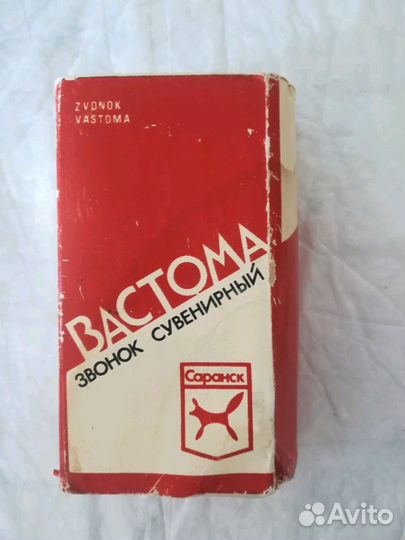 ZVONOK
VASTOMA
ВАСТОМА
ЗВОНОК СУВЕНИРНЫЙ
Саранск
Avito